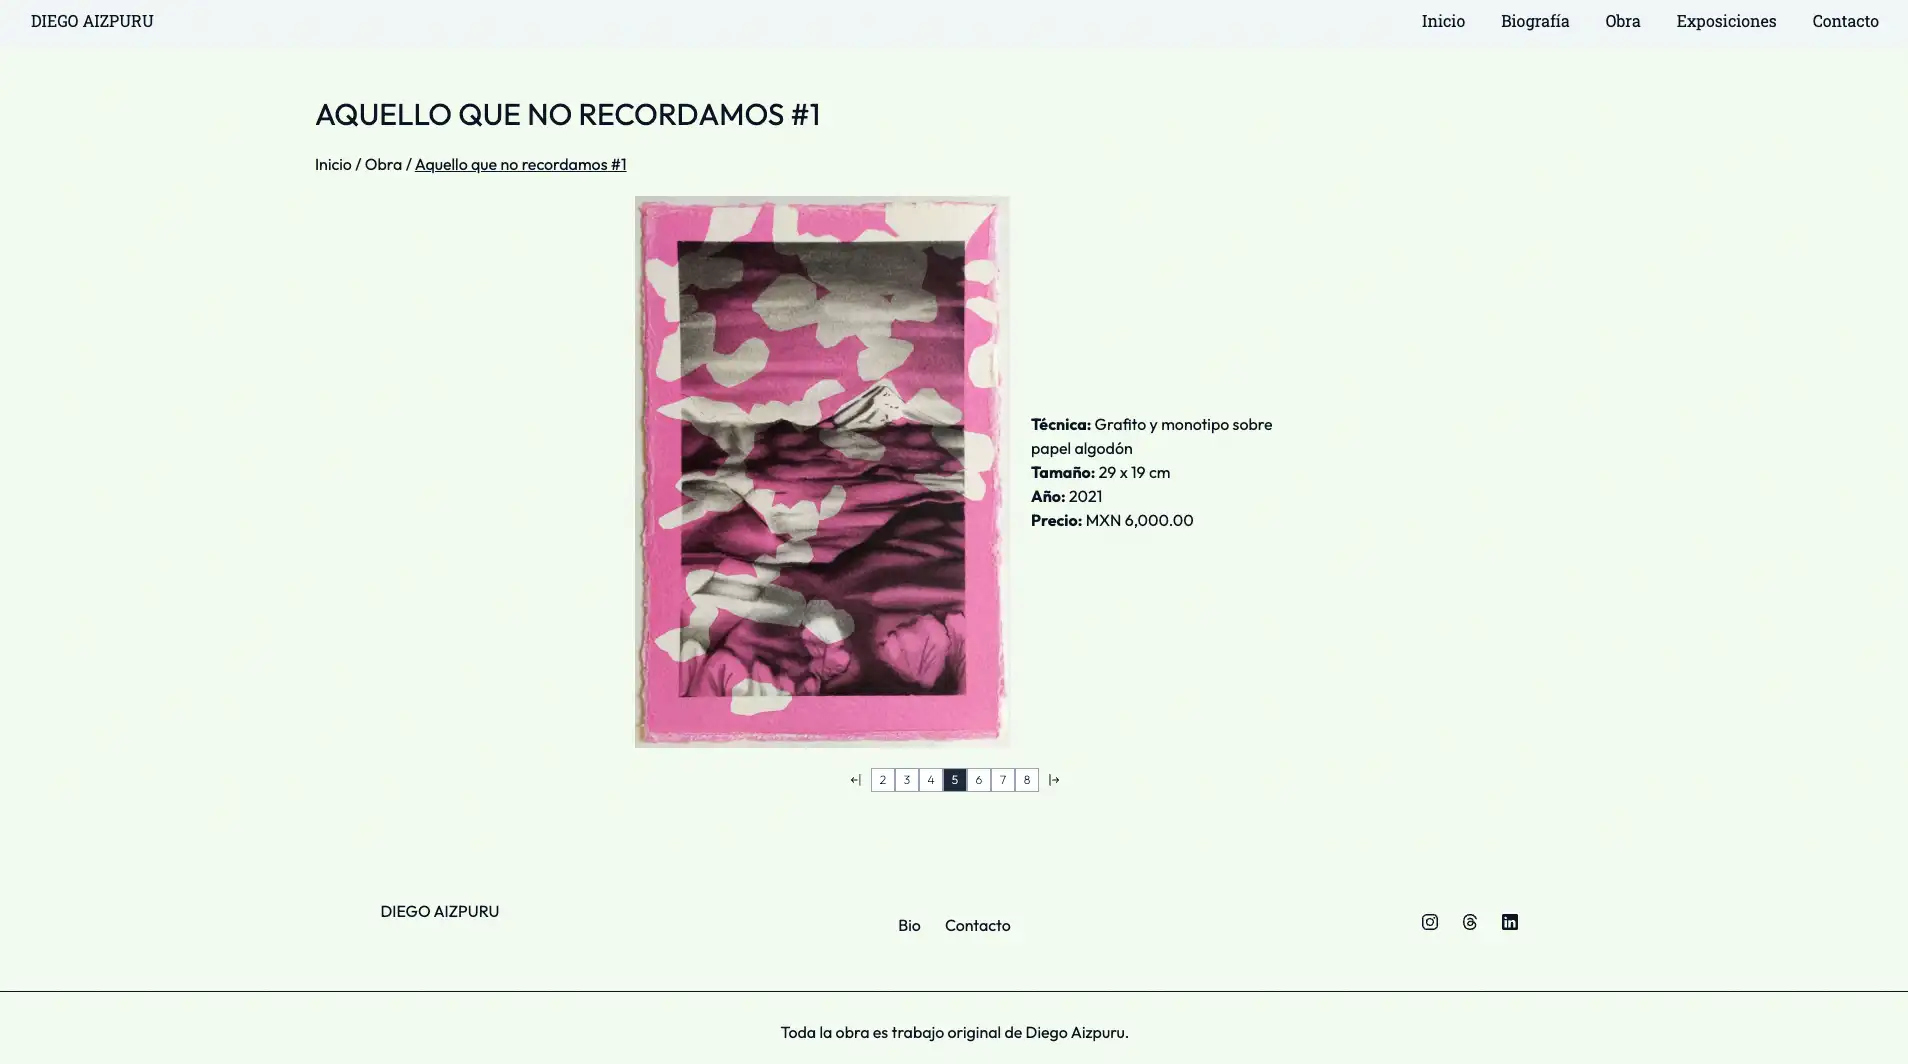 DIEGO AIZPURU
Inicio Biografía Obra Exposiciones Contacto
AQUELLO QUE NO RECORDAMOS #1
Inicio / Obra / Aquello que no recordamos #1
Técnica: Grafito y monotipo sobre
papel algodón
Tamaño: 29 x 19 cm
Año: 2021
Precio: MXN 6,000.00
2 3 4 5 6 7 8
DIEGO AIZPURU
Bio Contacto
Toda la obra es trabajo original de Diego Aizpuru.